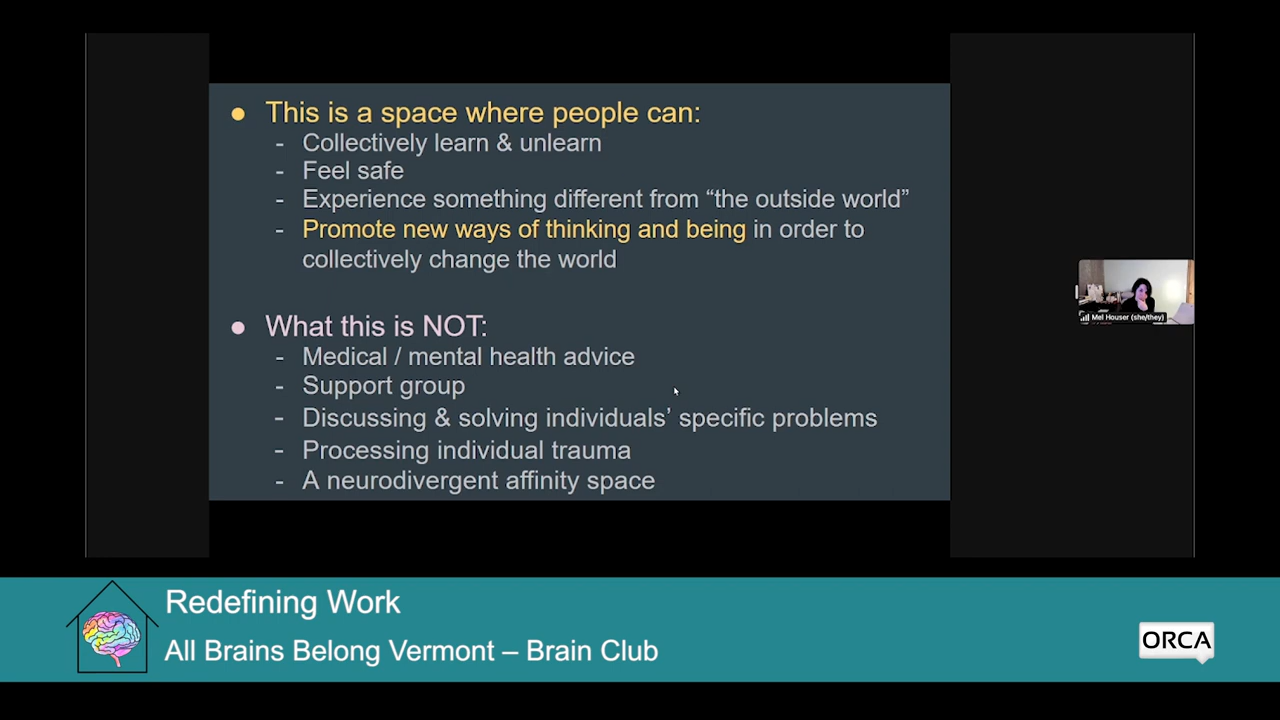 ● This is a space where people can:
- Collectively learn & unlearn
- Feel safe
- Experience something different from “the outside world”
- Promote new ways of thinking and being in order to
collectively change the world
● What this is NOT:
- Medical / mental health advice
- Support group
- Discussing & solving individuals’ specific problems
- Processing individual trauma
- A neurodivergent affinity space
Mel Houser (she/they)
Redefining Work
All Brains Belong Vermont – Brain Club
ORCA